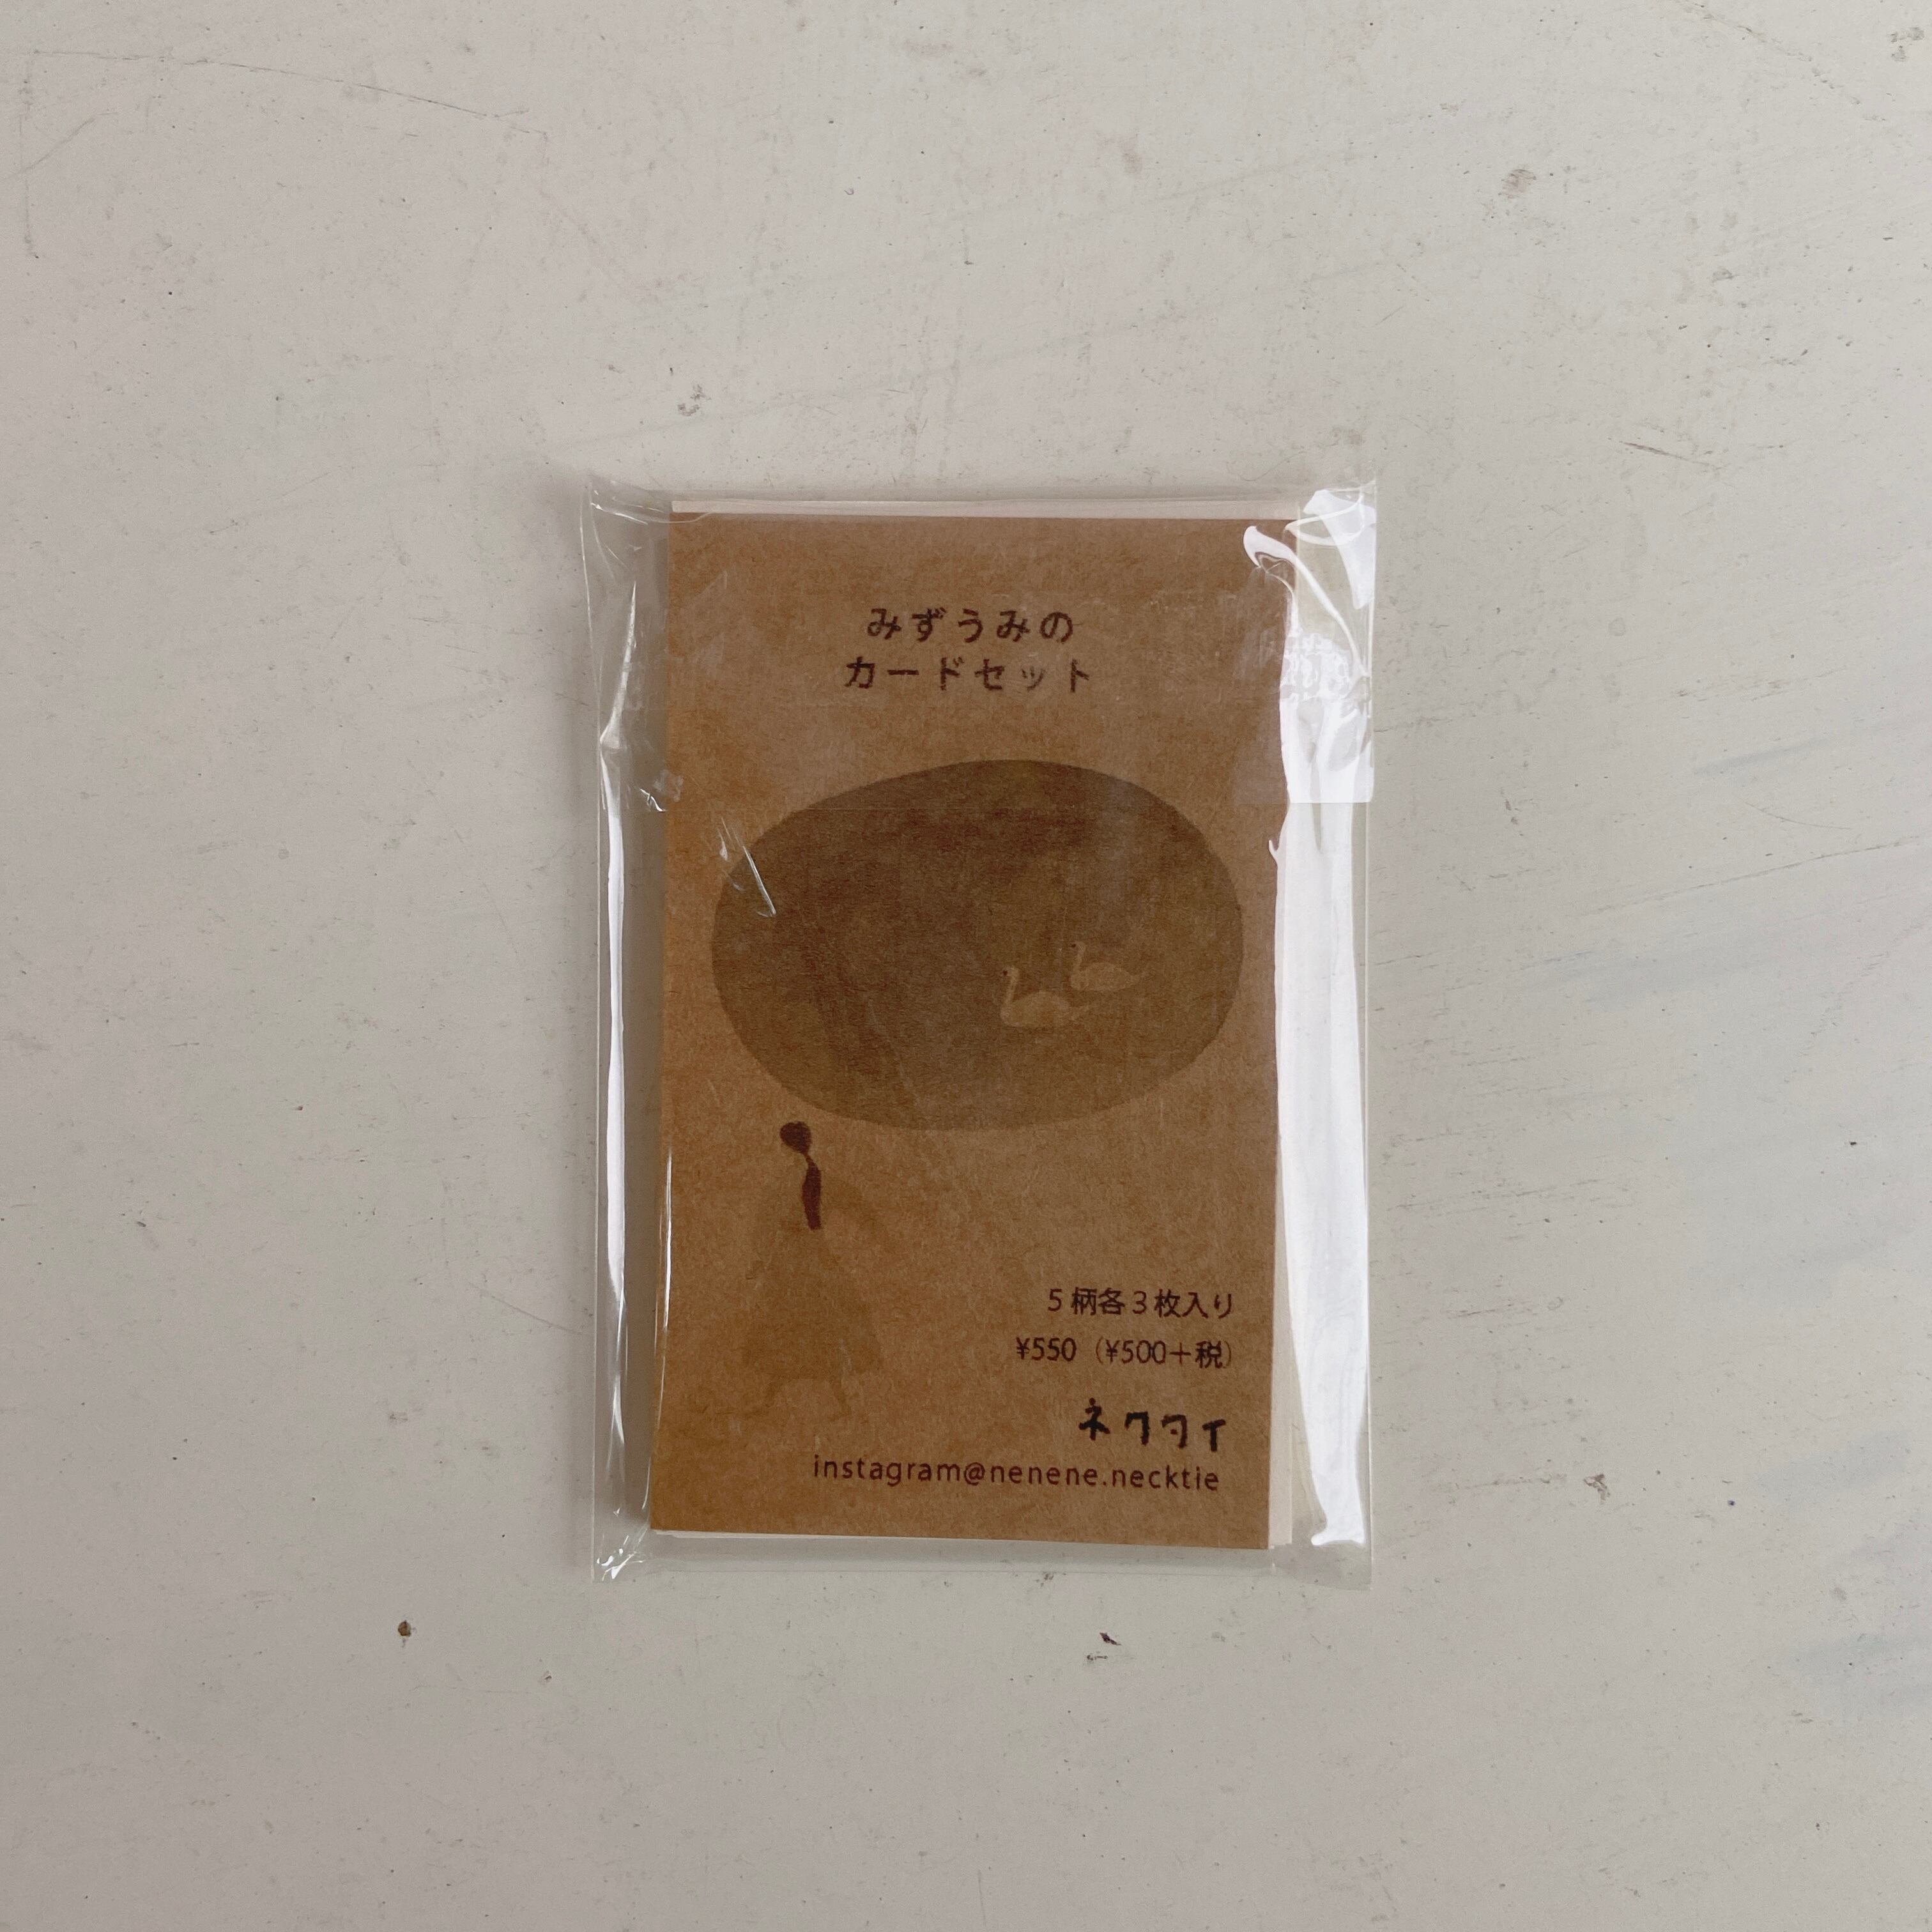 みずうみの
カードセット
5柄各3枚入り
¥550（¥500＋税）
ネクタイ
instagram@nenene.necktie